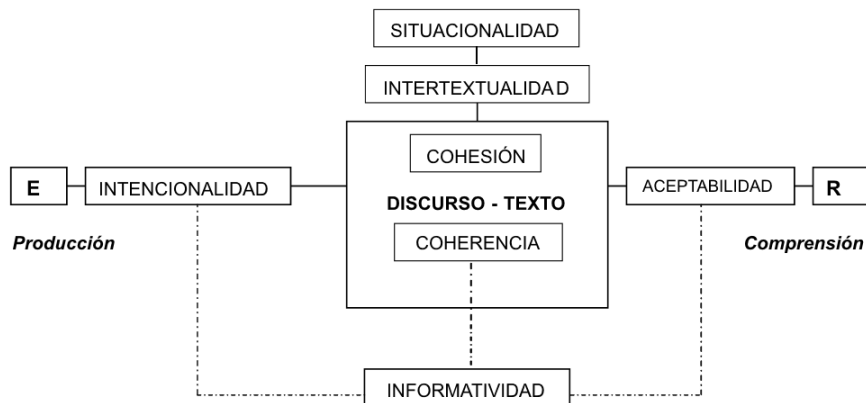 SITUACIONALIDAD
INTERTEXTUALIDAD
COHESIÓN
E
INTENCIONALIDAD
DISCURSO - TEXTO
ACEPTABILIDAD
R
COHERENCIA
Producción
Comprensión
INFORMATIVIDAD